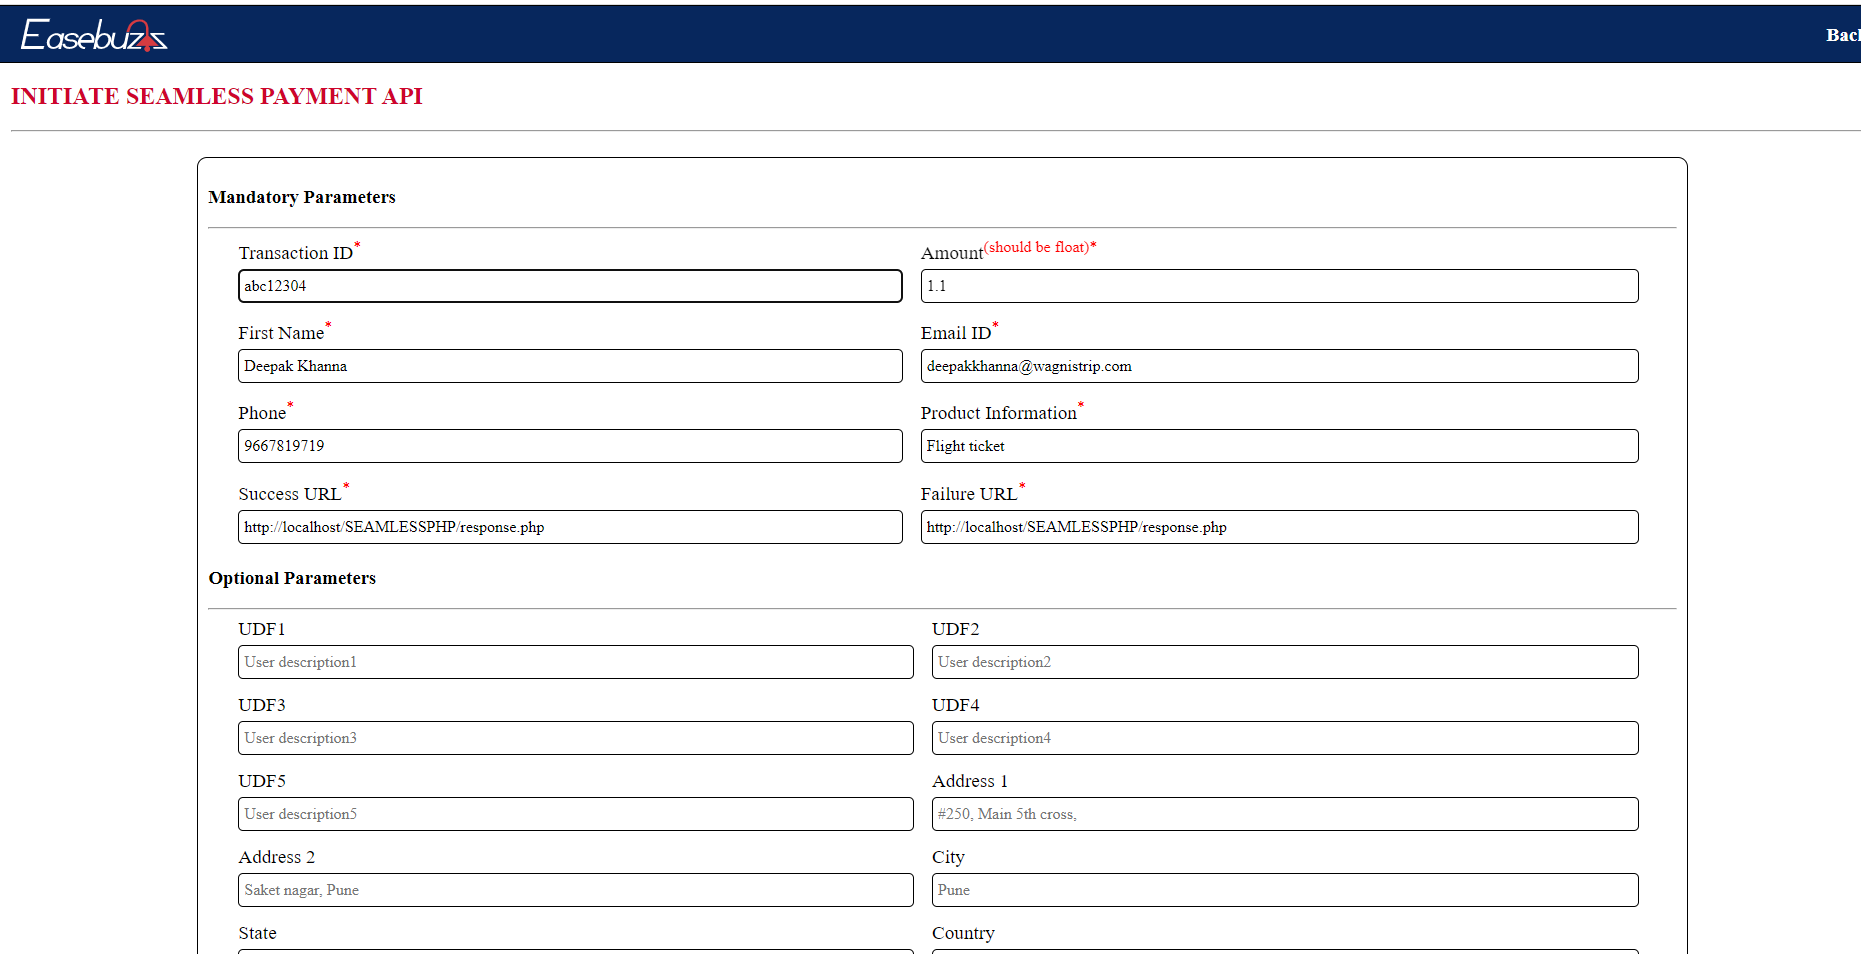 Easebuzz
INITIATE SEAMLESS PAYMENT API
Mandatory Parameters
Transaction ID*
Amount(should be float)*
abc12304
1.1
First Name*
Email ID*
Deepak Khanna
deepakkhanna@wagnistrip.com
Phone*
Product Information*
9667819719
Flight ticket
Success URL*
Failure URL*
http://localhost/SEAMLESSPHP/response.php
http://localhost/SEAMLESSPHP/response.php
Optional Parameters
UDF1
UDF2
User description1
User description2
UDF3
UDF4
User description3
User description4
UDF5
Address 1
User description5
#250, Main 5th cross,
Address 2
City
Saket nagar, Pune
Pune
State
Country